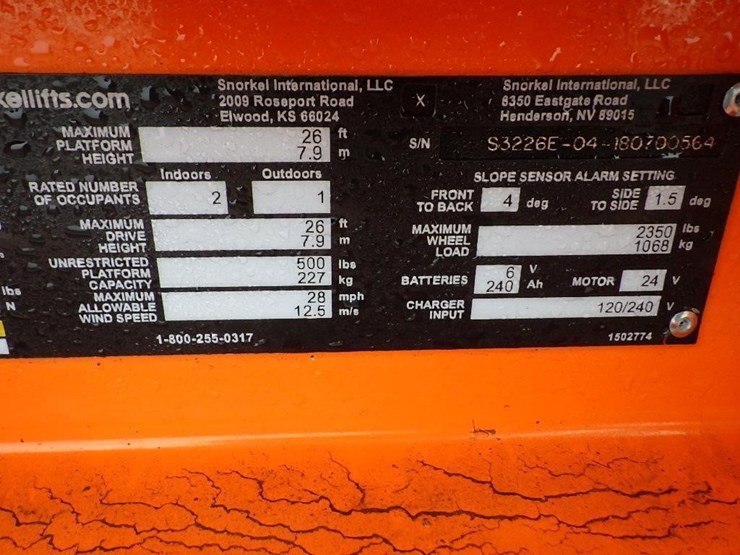 kellifts.com
Snorkel International, LLC
2009 Roseport Road
Elwood, KS 66024
X
Snorkel International, LLC
8350 Eastgate Road
Henderson, NV 89015
MAXIMUM
PLATFORM
HEIGHT
26 ft
7.9 m
S/N
S3226E-04-180700564
RATED NUMBER
OF OCCUPANTS
Indoors
2
Outdoors
1
SLOPE SENSOR ALARM SETTING
FRONT
TO BACK
4 deg
SIDE
TO SIDE
1.5 deg
MAXIMUM
DRIVE
HEIGHT
26 ft
7.9 m
MAXIMUM
WHEEL
LOAD
2350 lbs
1068 kg
UNRESTRICTED
PLATFORM
CAPACITY
500 lbs
227 kg
BATTERIES
6 V
240 Ah
MOTOR
24 V
lbs
N
MAXIMUM
ALLOWABLE
WIND SPEED
28 mph
12.5 m/s
CHARGER
INPUT
120/240 V
1-800-255-0317
1502774